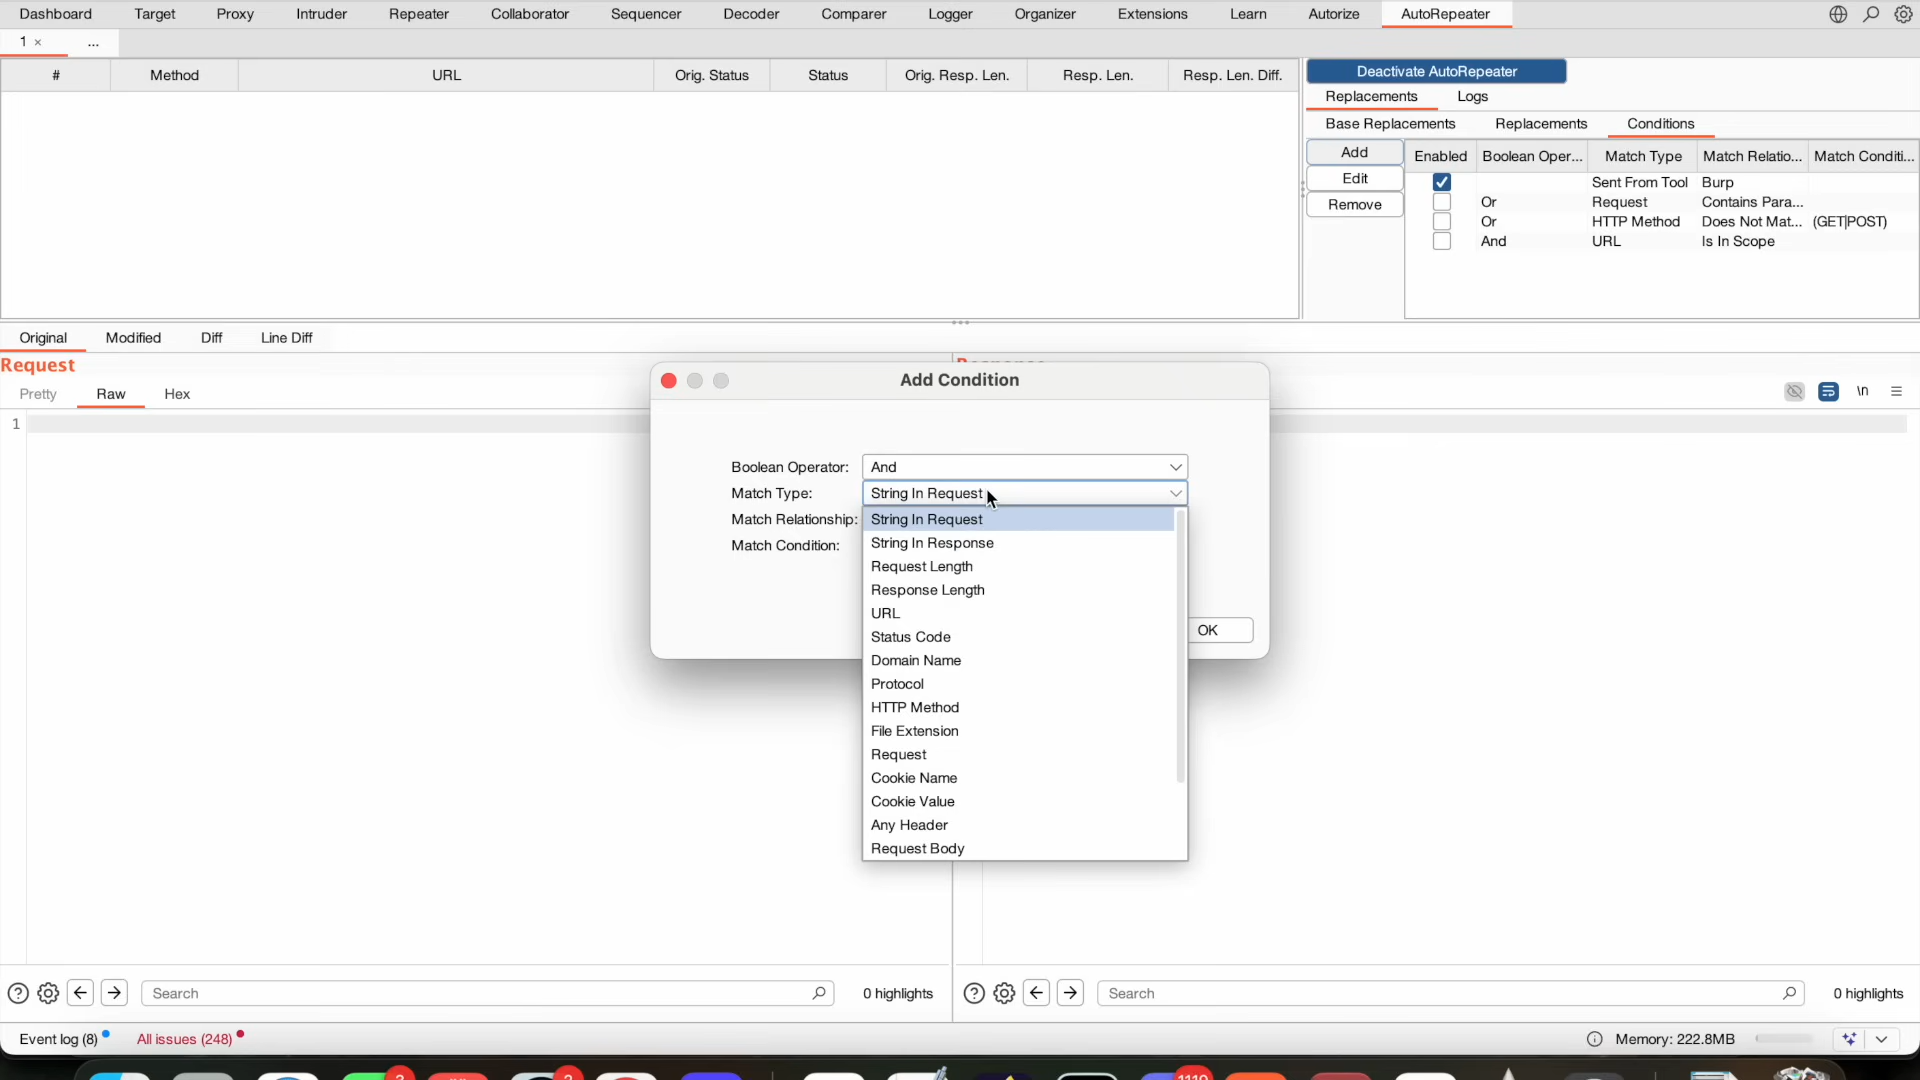 Dashboard Target Proxy Intruder Repeater Collaborator Sequencer Decoder Comparer Logger Organizer Extensions Learn Autorize AutoRepeater
1 × ...
# Method URL Orig. Status Status Orig. Resp. Len. Resp. Len. Resp. Len. Diff.
Deactivate AutoRepeater
Replacements Logs
Base Replacements Replacements Conditions
Add
Edit
Remove
Enabled Boolean Oper... Match Type Match Relatio... Match Conditi...
Sent From Tool Burp
Or Request Contains Para...
Or HTTP Method Does Not Mat... (GET|POST)
And URL Is In Scope
Original Modified Diff Line Diff
Request
Response
Pretty Raw Hex
\n
1
Add Condition
Boolean Operator: And
Match Type: String In Request
Match Relationship:
Match Condition:
String In Request
String In Response
Request Length
Response Length
URL
Status Code
Domain Name
Protocol
HTTP Method
File Extension
Request
Cookie Name
Cookie Value
Any Header
Request Body
OK
? Search 0 highlights
? Search 0 highlights
Event log (8) All issues (248) Memory: 222.8MB
3 2 1119